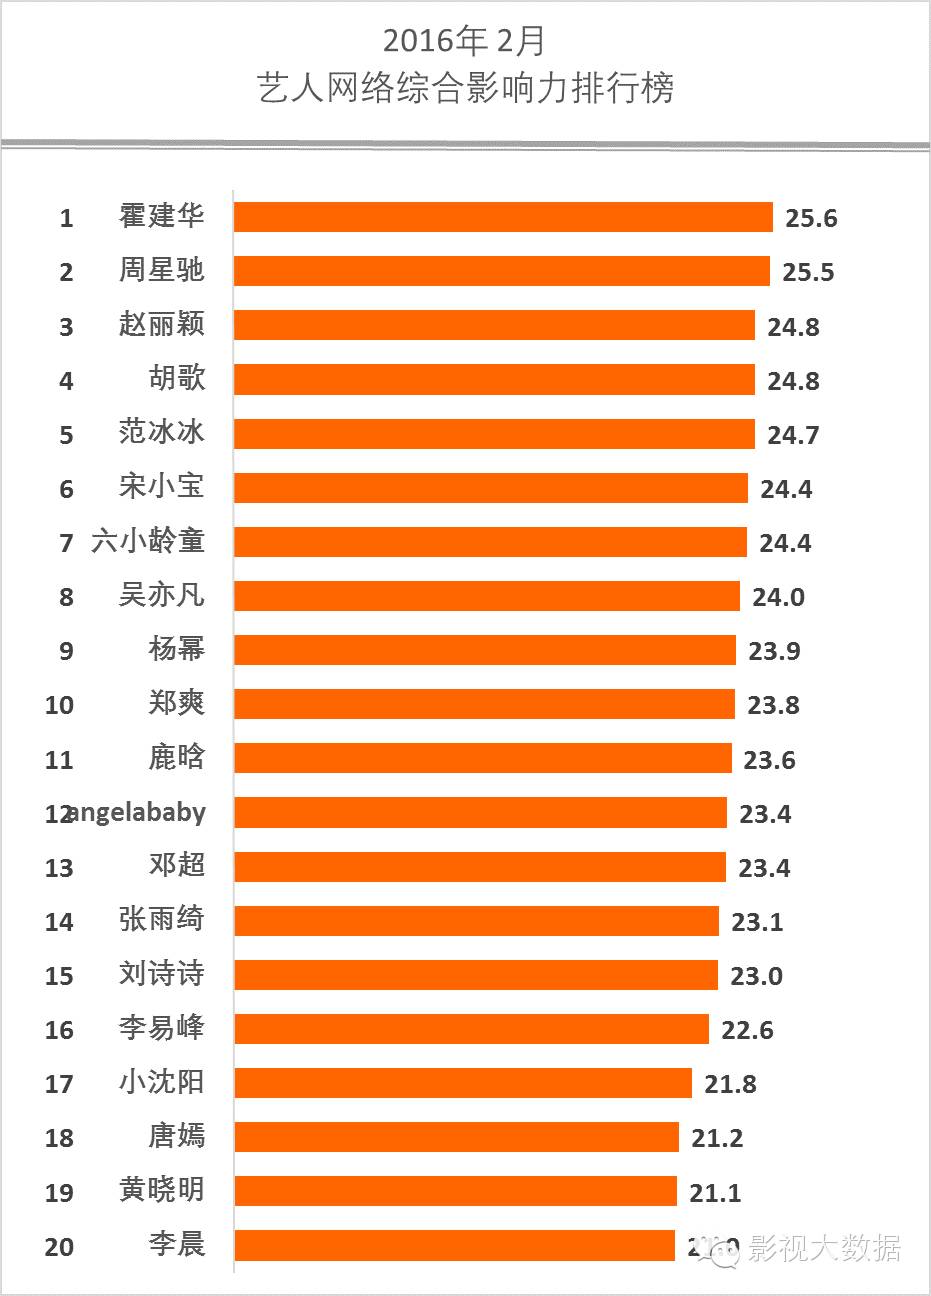 2016年 2月
艺人网络综合影响力排行榜
1 霍建华 25.6
2 周星驰 25.5
3 赵丽颖 24.8
4 胡歌 24.8
5 范冰冰 24.7
6 宋小宝 24.4
7 六小龄童 24.4
8 吴亦凡 24.0
9 杨幂 23.9
10 郑爽 23.8
11 鹿晗 23.6
12 angelababy 23.4
13 邓超 23.4
14 张雨绮 23.1
15 刘诗诗 23.0
16 李易峰 22.6
17 小沈阳 21.8
18 唐嫣 21.2
19 黄晓明 21.1
20 李晨
影视大数据